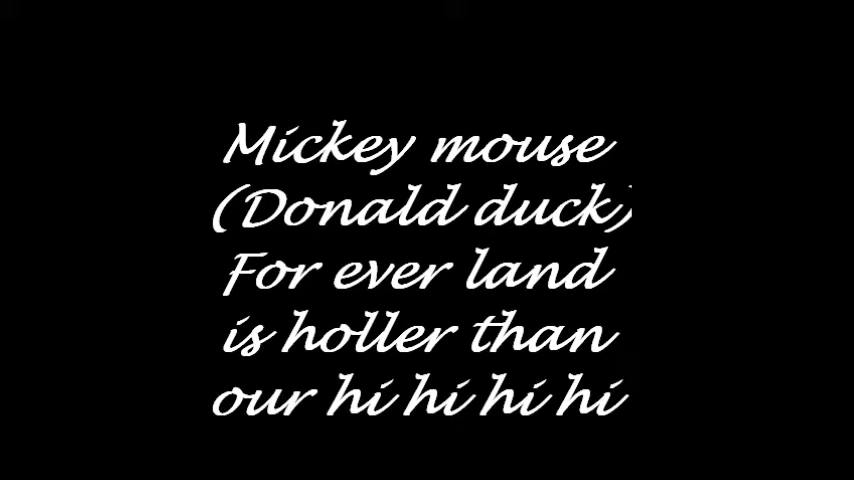 Mickey mouse
(Donald duck)
For ever land
is holler than
our hi hi hi hi